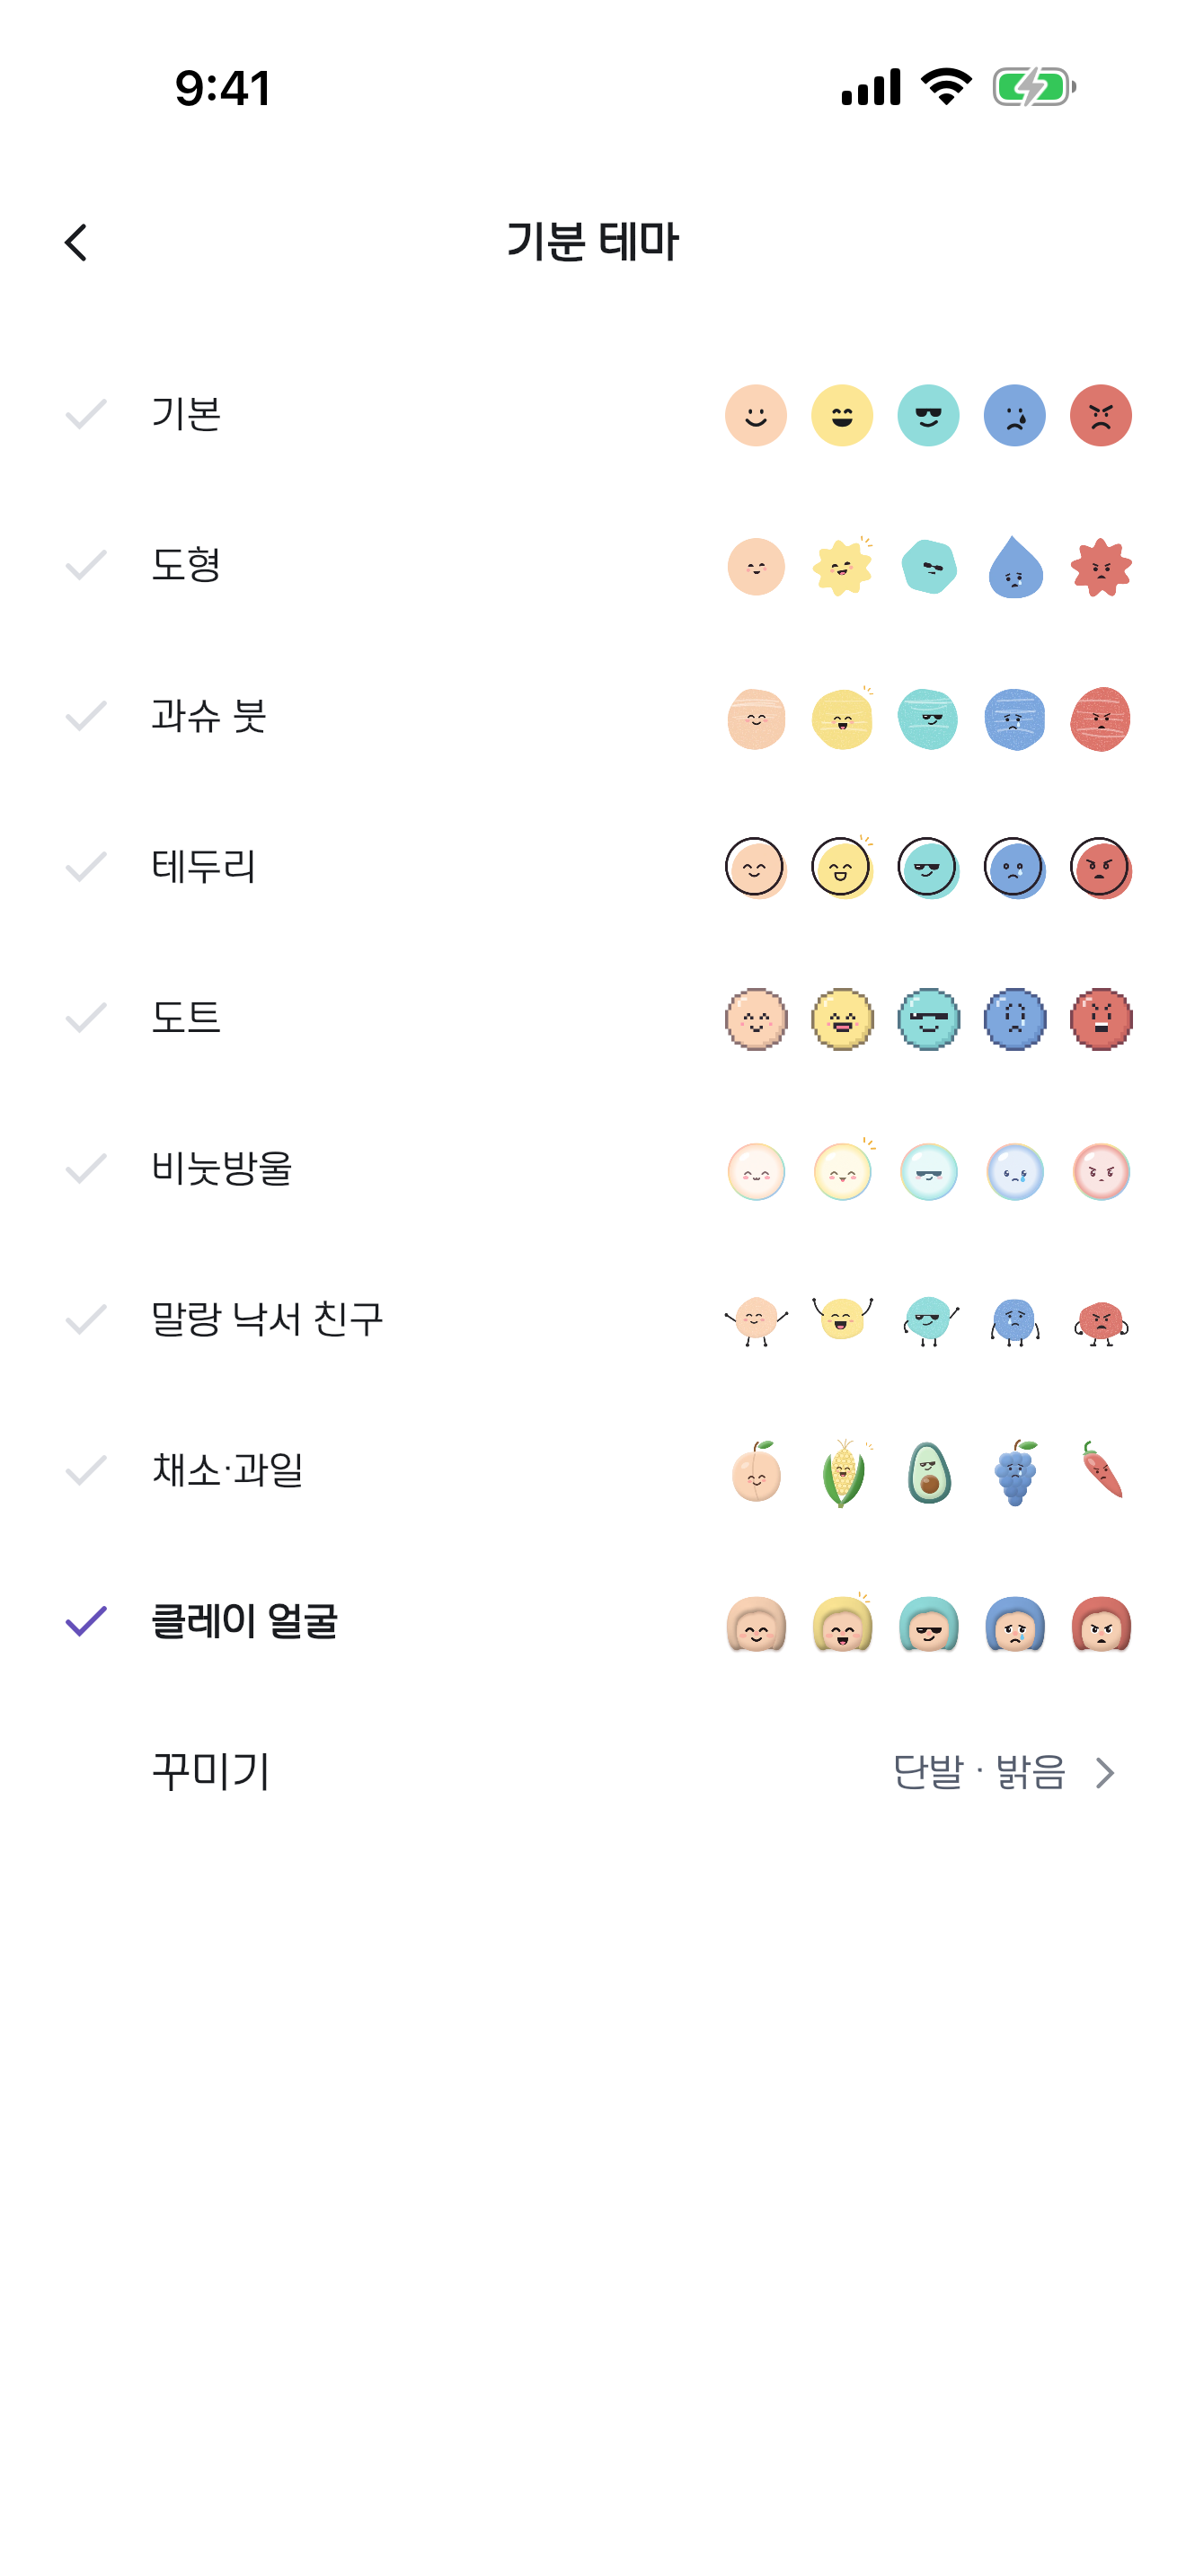 9:41
기분 테마
기본
도형
과슈 붓
테두리
도트
비눗방울
말랑 낙서 친구
채소·과일
클레이 얼굴
꾸미기 단발 · 밝음